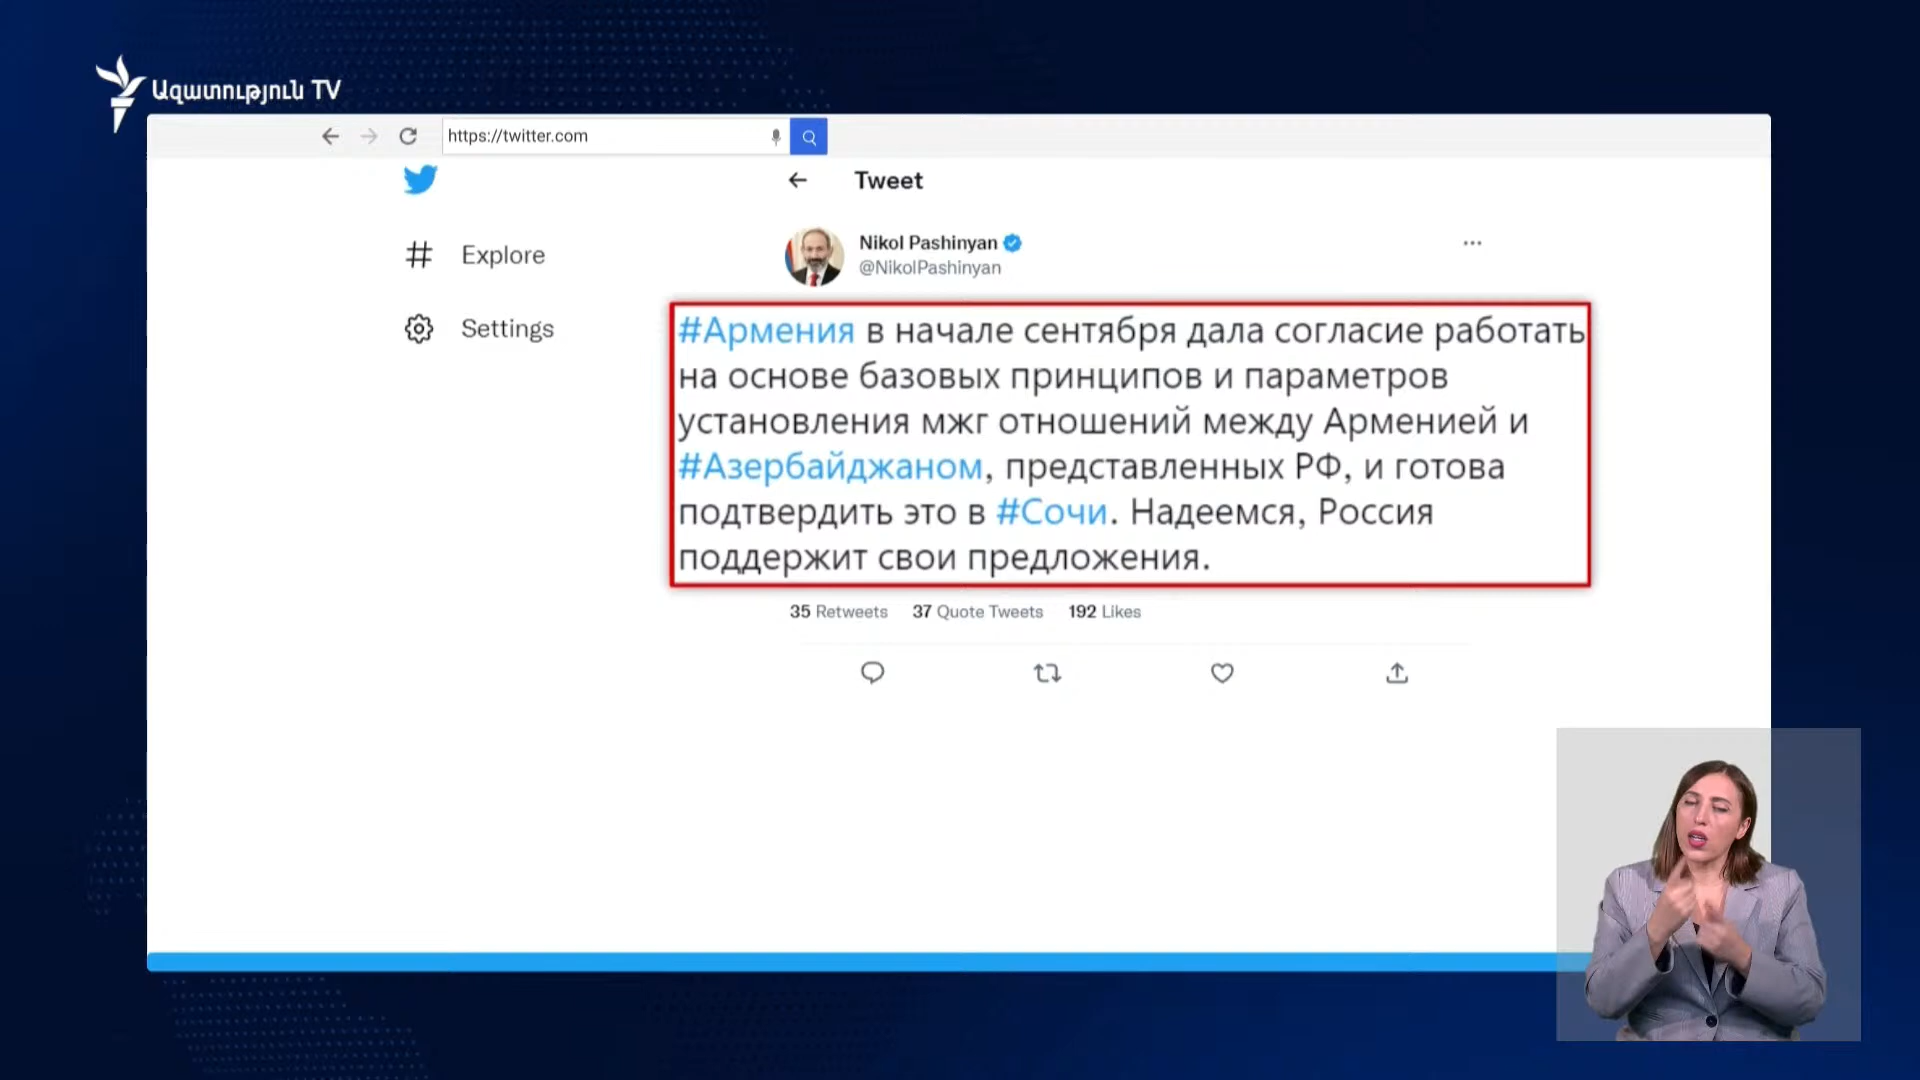 Ազատություն TV
https://twitter.com
Tweet
Explore
Settings
Nikol Pashinyan
@NikolPashinyan
#Армения в начале сентября дала согласие работать
на основе базовых принципов и параметров
установления мжг отношений между Арменией и
#Азербайджаном, представленных РФ, и готова
подтвердить это в #Сочи. Надеемся, Россия
поддержит свои предложения.
35 Retweets 37 Quote Tweets 192 Likes